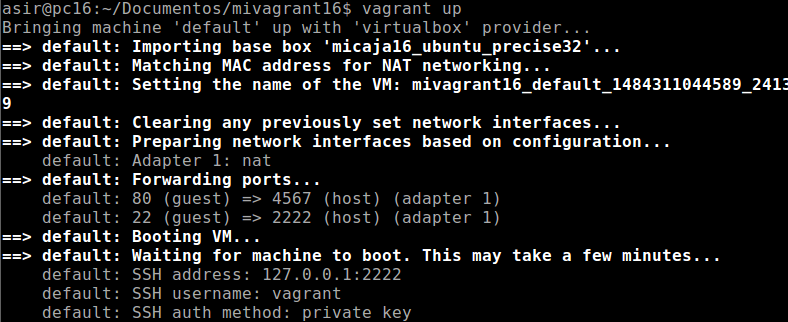 asir@pc16:~/Documentos/mivagrant16$ vagrant up
Bringing machine 'default' up with 'virtualbox' provider...
==> default: Importing base box 'micaja16_ubuntu_precise32'...
==> default: Matching MAC address for NAT networking...
==> default: Setting the name of the VM: mivagrant16_default_1484311044589_2413
9
==> default: Clearing any previously set network interfaces...
==> default: Preparing network interfaces based on configuration...
    default: Adapter 1: nat
==> default: Forwarding ports...
    default: 80 (guest) => 4567 (host) (adapter 1)
    default: 22 (guest) => 2222 (host) (adapter 1)
==> default: Booting VM...
==> default: Waiting for machine to boot. This may take a few minutes...
    default: SSH address: 127.0.0.1:2222
    default: SSH username: vagrant
    default: SSH auth method: private key